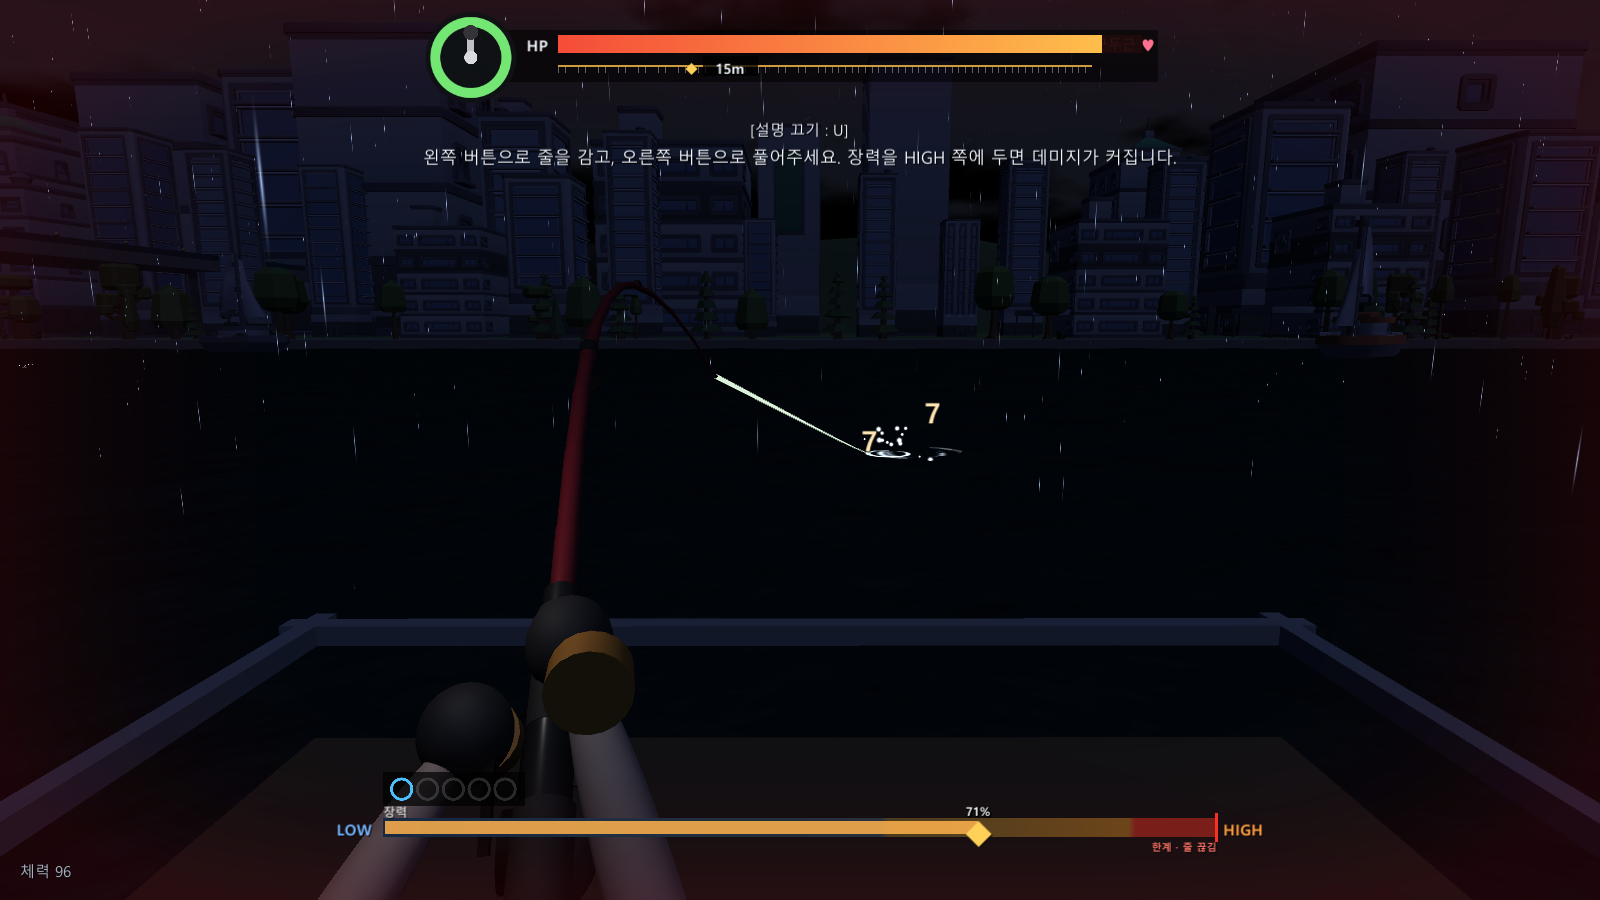 HP 두근
15m
[설명 끄기 : U]
왼쪽 버튼으로 줄을 감고, 오른쪽 버튼으로 풀어주세요. 장력을 HIGH 쪽에 두면 데미지가 커집니다.
7
7
장력
71%
LOW
HIGH
한계 · 줄 끊김
체력 96